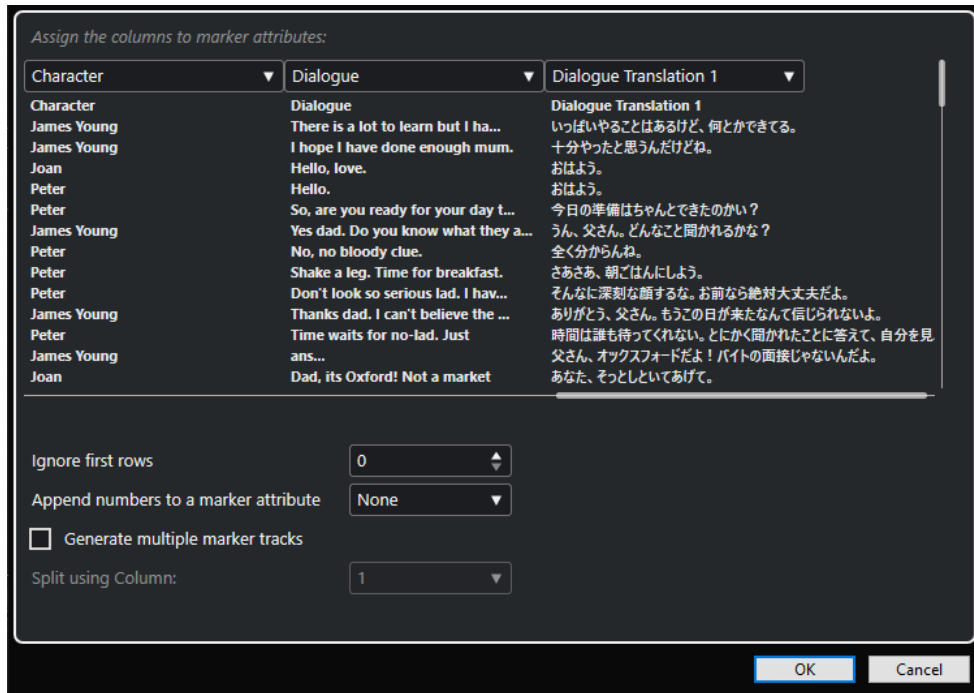 Assign the columns to marker attributes:
Character Dialogue Dialogue Translation 1
Character Dialogue Dialogue Translation 1
James Young There is a lot to learn but I ha... いっぱいやることはあるけど、何とかできてる。
James Young I hope I have done enough mum. 十分やったと思うんだけどね。
Joan Hello, love. おはよう。
Peter Hello. おはよう。
Peter So, are you ready for your day t... 今日の準備はちゃんとできたのかい？
James Young Yes dad. Do you know what they a... うん、父さん。どんなこと聞かれるかな？
Peter No, no bloody clue. 全く分からんね。
Peter Shake a leg. Time for breakfast. さあさあ、朝ごはんにしよう。
Peter Don't look so serious lad. I hav... そんなに深刻な顔するな。お前なら絶対大丈夫だよ。
James Young Thanks dad. I can't believe the ... ありがとう、父さん。もうこの日が来たなんて信じられないよ。
Peter Time waits for no-lad. Just 時間は誰も待ってくれない。とにかく聞かれたことに答えて、自分を見
James Young ans... 父さん、オックスフォードだよ！バイトの面接じゃないんだよ。
Joan Dad, its Oxford! Not a market あなた、そっとしといてあげて。
Ignore first rows 0
Append numbers to a marker attribute None
Generate multiple marker tracks
Split using Column: 1
OK Cancel